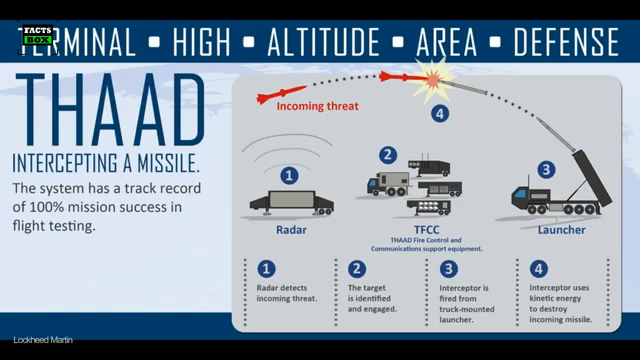 FACTS
BOX
TERMINAL • HIGH • ALTITUDE • AREA • DEFENSE
THAAD
INTERCEPTING A MISSILE.
The system has a track record
of 100% mission success in
flight testing.
Incoming threat
4
1
2
3
Radar
TFCC
THAAD Fire Control and
Communications support equipment.
Launcher
1
Radar detects
incoming threat.
2
The target
is identified
and engaged.
3
Interceptor is
fired from
truck-mounted
launcher.
4
Interceptor uses
kinetic energy
to destroy
incoming missile.
Lockheed Martin